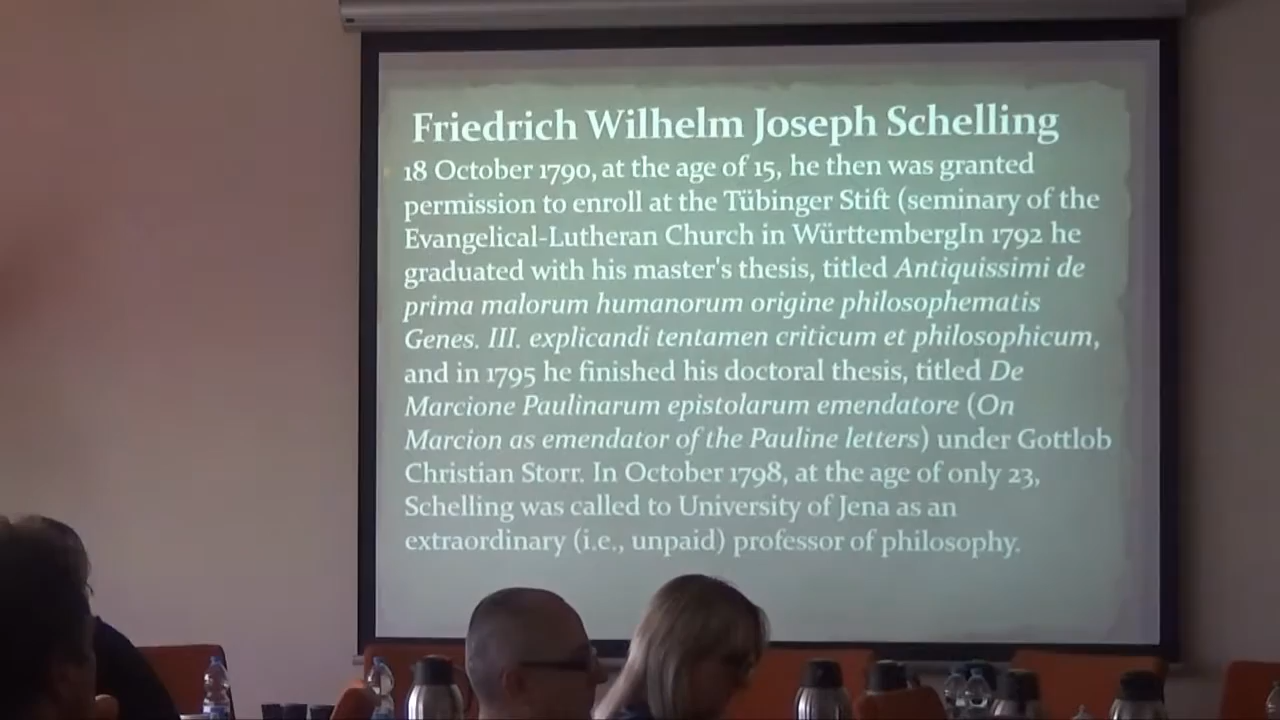 Friedrich Wilhelm Joseph Schelling
18 October 1790, at the age of 15, he then was granted
permission to enroll at the Tübinger Stift (seminary of the
Evangelical-Lutheran Church in WürttembergIn 1792 he
graduated with his master's thesis, titled Antiquissimi de
prima malorum humanorum origine philosophematis
Genes. III. explicandi tentamen criticum et philosophicum,
and in 1795 he finished his doctoral thesis, titled De
Marcione Paulinarum epistolarum emendatore (On
Marcion as emendator of the Pauline letters) under Gottlob
Christian Storr. In October 1798, at the age of only 23,
Schelling was called to University of Jena as an
extraordinary (i.e., unpaid) professor of philosophy.